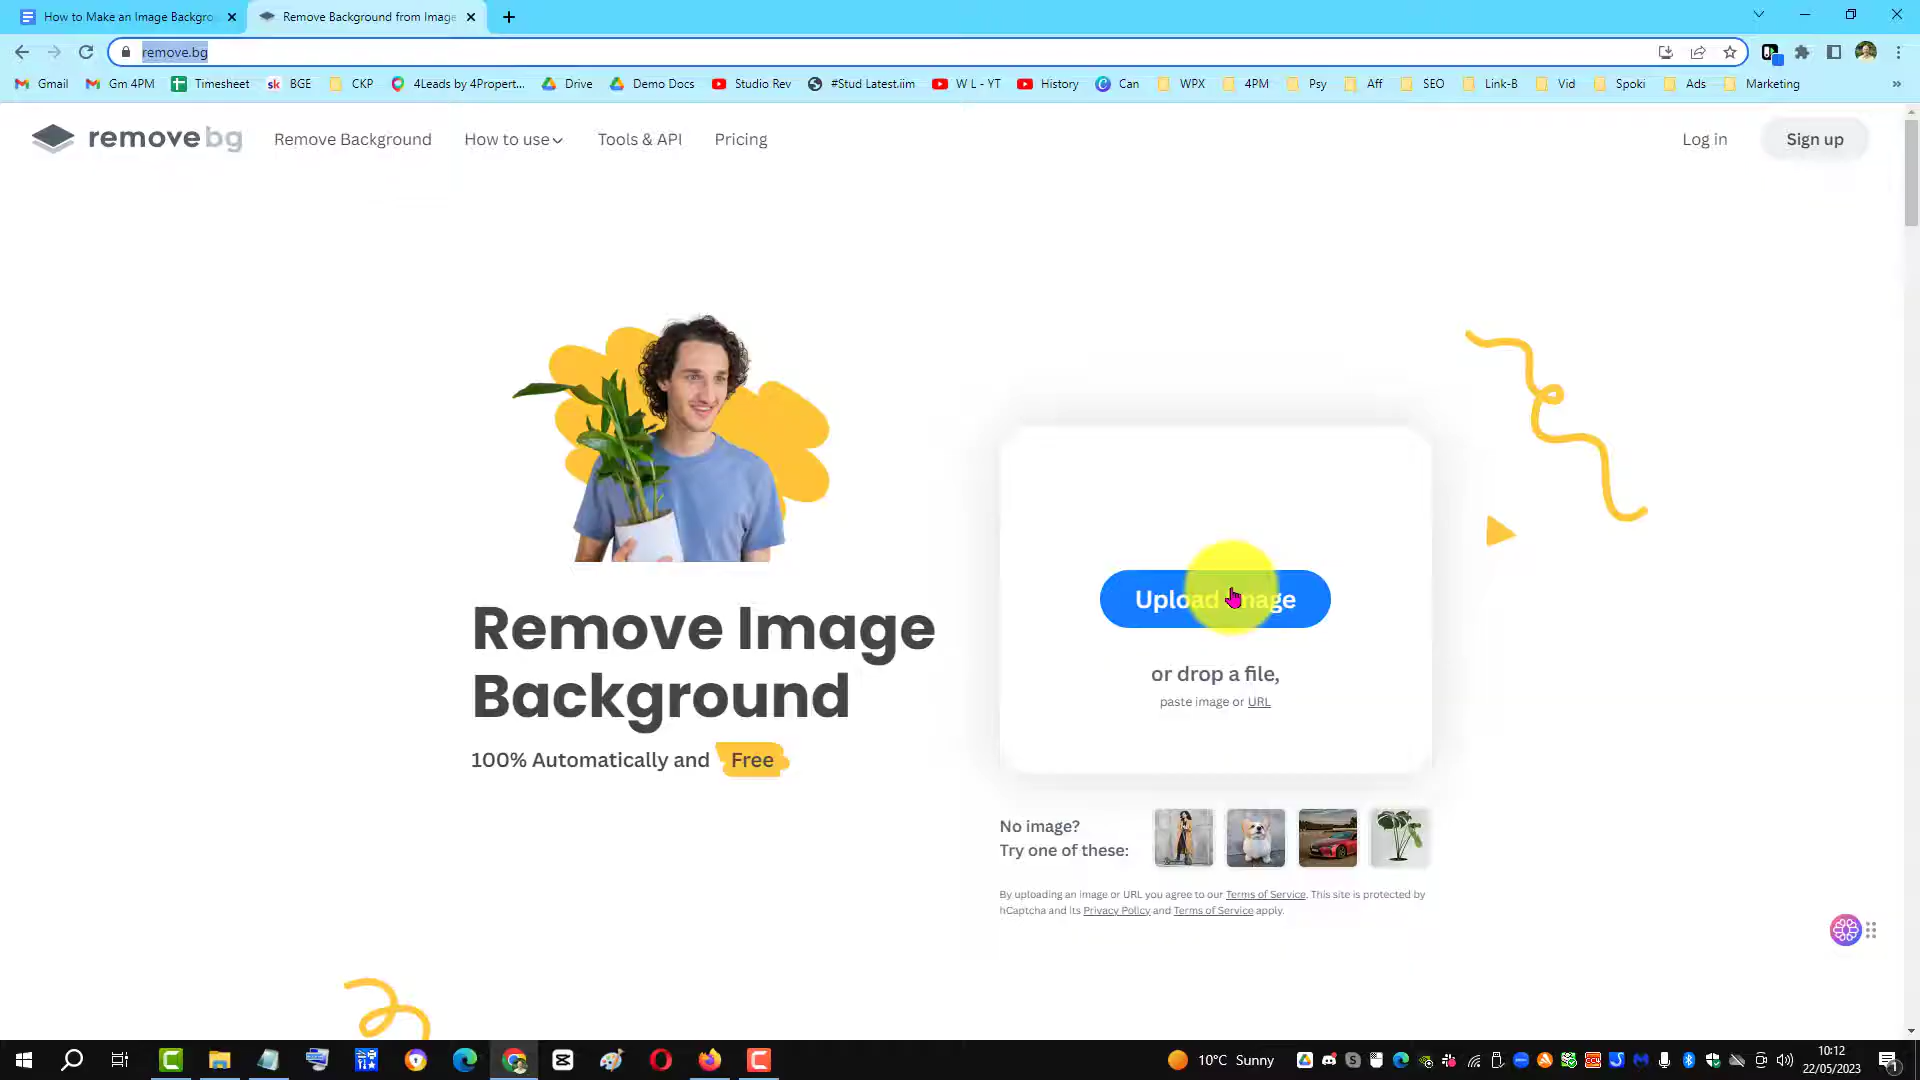 How to Make an Image Backgro
Remove Background from Image
remove.bg
Gmail Gm 4PM Timesheet BGE CKP 4Leads by 4Propert... Drive Demo Docs Studio Rev #Stud Latest.iim W L - YT History Can WPX 4PM Psy Aff SEO Link-B Vid Spoki Ads Marketing »
removebg Remove Background How to use Tools & API Pricing Log in Sign up
Upload Image
or drop a file,
paste image or URL
Remove Image
Background
100% Automatically and Free
No image?
Try one of these:
By uploading an image or URL you agree to our Terms of Service. This site is protected by
hCaptcha and its Privacy Policy and Terms of Service apply.
10°C Sunny
10:12
22/05/2023